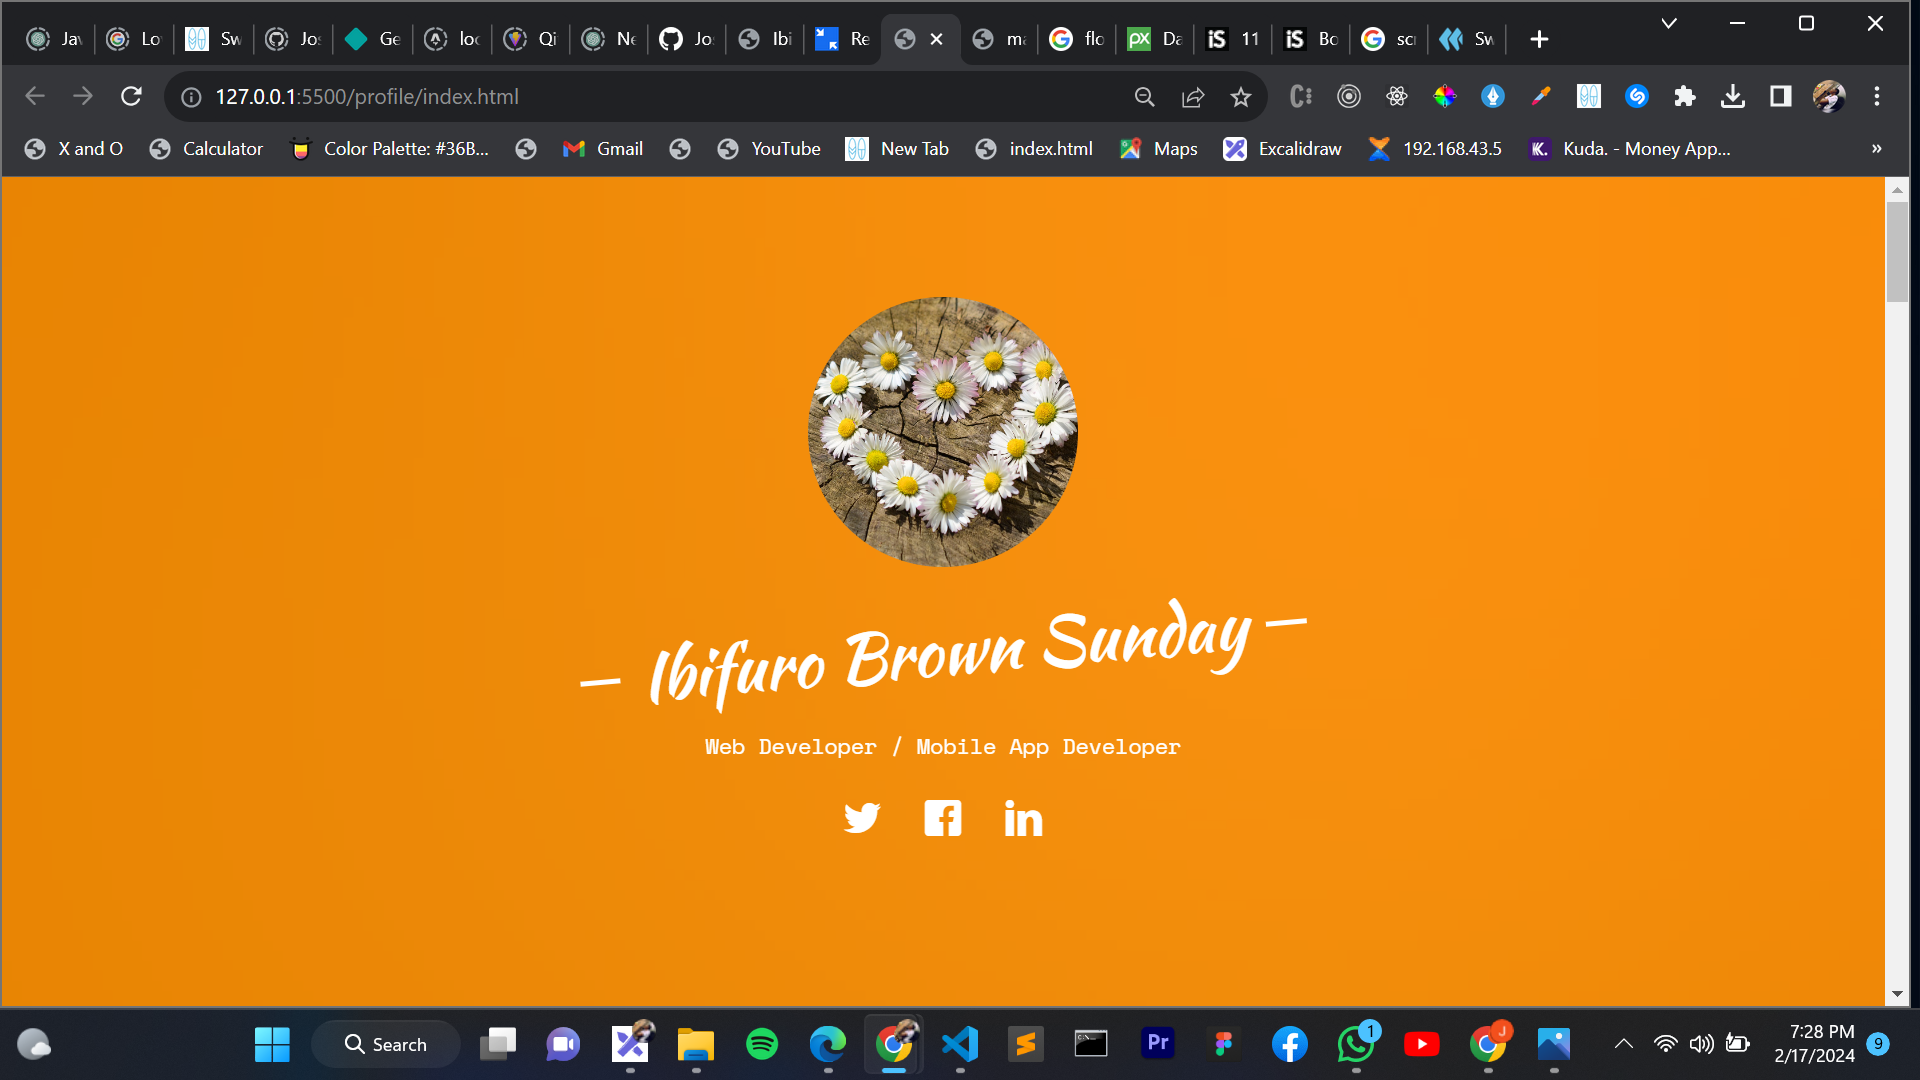 Jav Lo Sw Jos Ge loc Qi Ne Jo Ibi Re ma flo Da 11 Bo scr Sw
127.0.0.1:5500/profile/index.html
X and O Calculator Color Palette: #36B... Gmail YouTube New Tab index.html Maps Excalidraw 192.168.43.5 K. Kuda. - Money App... »
— Ibifuro Brown Sunday —
Web Developer / Mobile App Developer
in
Search Pr 1 J 7:28 PM 9
2/17/2024